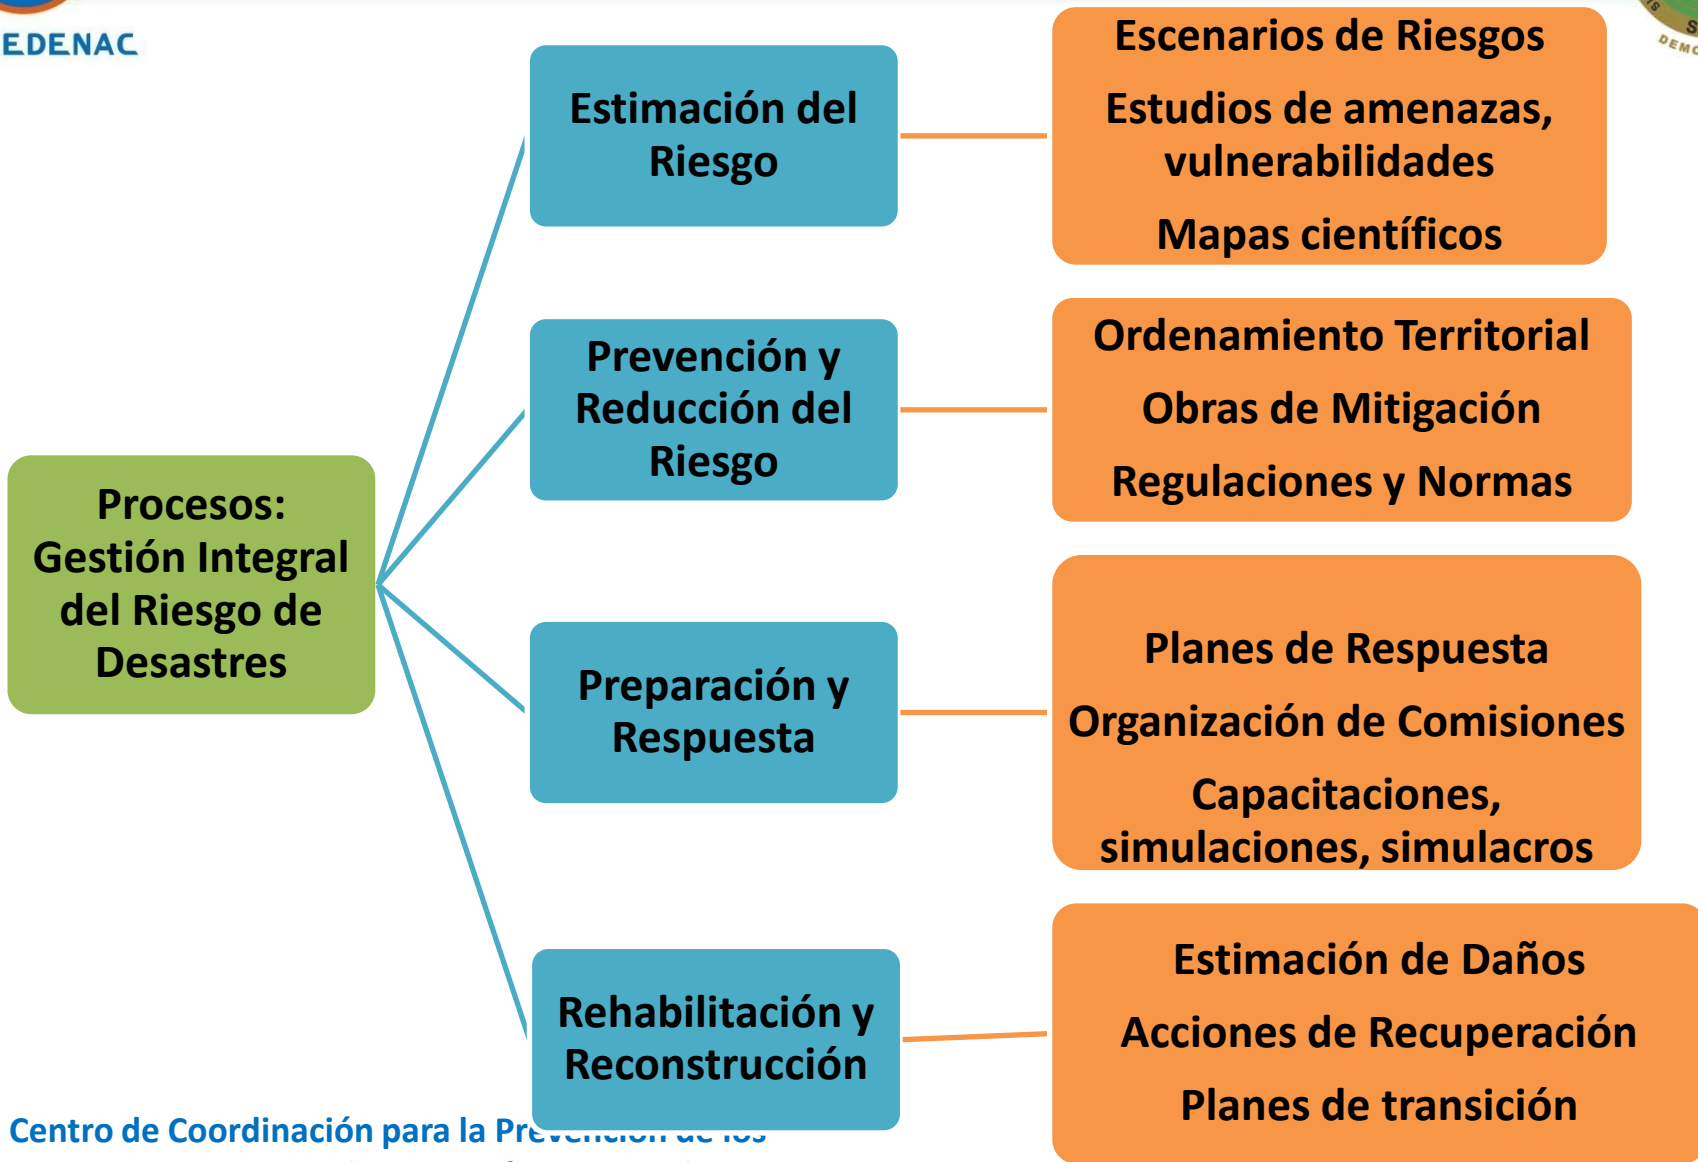 EDENAC
Procesos:
Gestión Integral
del Riesgo de
Desastres
Estimación del
Riesgo
Escenarios de Riesgos
Estudios de amenazas,
vulnerabilidades
Mapas científicos
Prevención y
Reducción del
Riesgo
Ordenamiento Territorial
Obras de Mitigación
Regulaciones y Normas
Preparación y
Respuesta
Planes de Respuesta
Organización de Comisiones
Capacitaciones,
simulaciones, simulacros
Rehabilitación y
Reconstrucción
Estimación de Daños
Acciones de Recuperación
Planes de transición
Centro de Coordinación para la Prevención de los